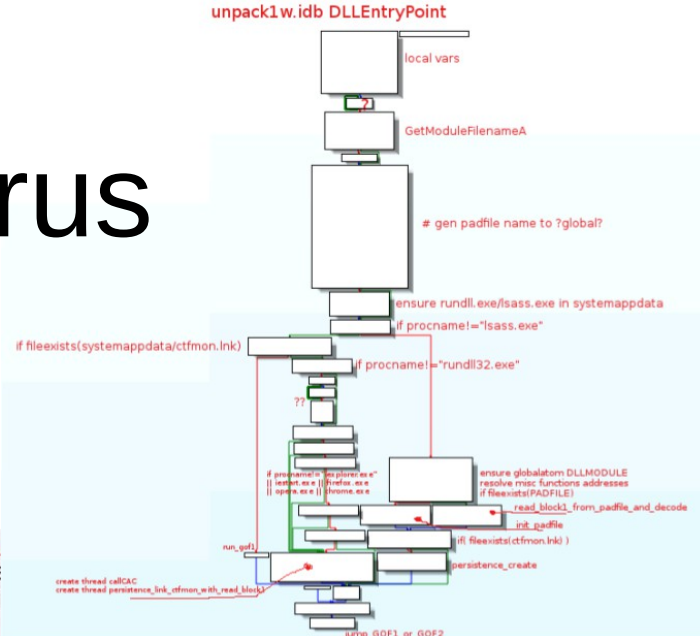 unpack1w.idb DLLEntryPoint
local vars
?
GetModuleFilenameA
rus
# gen padfile name to ?global?
ensure rundll.exe/lsass.exe in systemappdata
if procname!="lsass.exe"
if fileexists(systemappdata/ctfmon.lnk)
if procname!="rundll32.exe"
??
if procname!="explorer.exe"
|| iestart.exe || firefox.exe
|| opera.exe || chrome.exe
ensure globalatom DLLMODULE
resolve misc functions addresses
if fileexists(PADFILE)
read_block1_from_padfile_and_decode
init_padfile
if( fileexists(ctfmon.lnk) )
run_gof1
persistence_create
create thread callCAC
create thread persistence_link_ctfmon_with_read_block1
jump GOF1 or GOF2